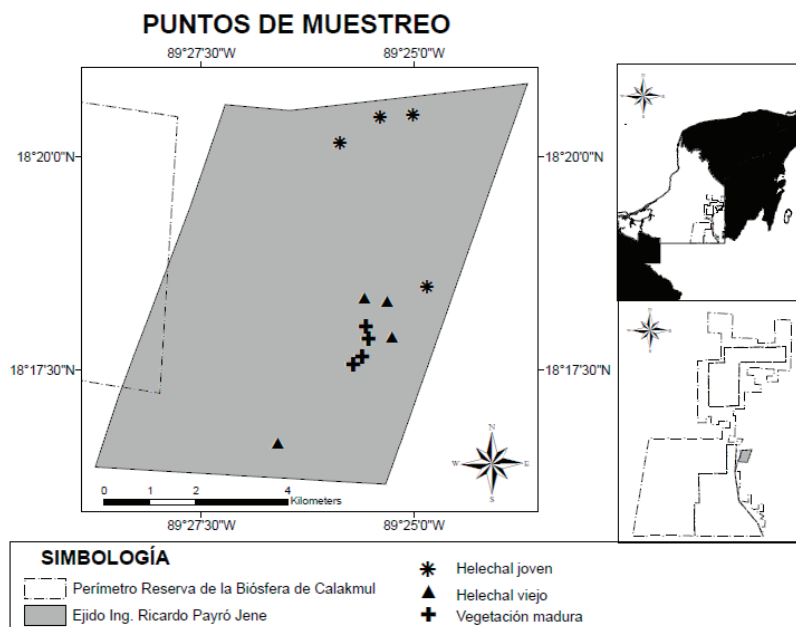 PUNTOS DE MUESTREO
89°27'30"W 89°25'0"W
18°20'0"N 18°20'0"N
18°17'30"N 18°17'30"N
N
W E
S
0 1 2 4
Kilometers
89°27'30"W 89°25'0"W
SIMBOLOGÍA
Perímetro Reserva de la Biósfera de Calakmul
Ejido Ing. Ricardo Payró Jene
Helechal joven
Helechal viejo
Vegetación madura